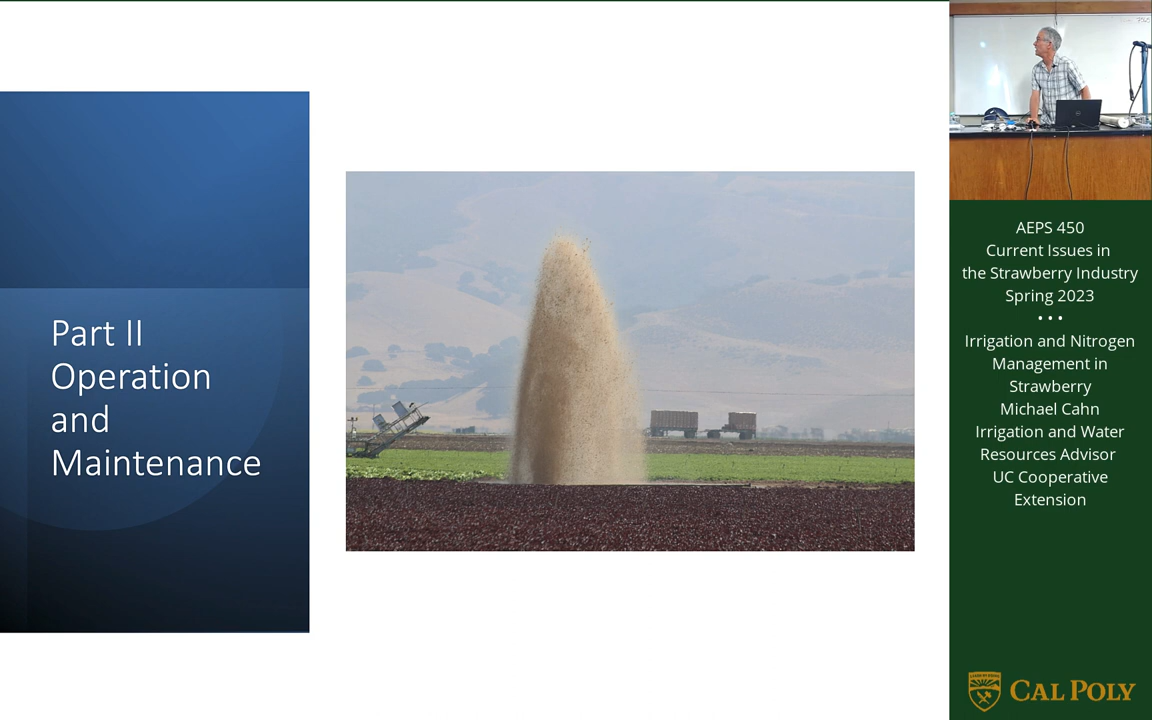 Part II
Operation
and
Maintenance
AEPS 450
Current Issues in
the Strawberry Industry
Spring 2023
• • •
Irrigation and Nitrogen
Management in
Strawberry
Michael Cahn
Irrigation and Water
Resources Advisor
UC Cooperative
Extension
CAL POLY